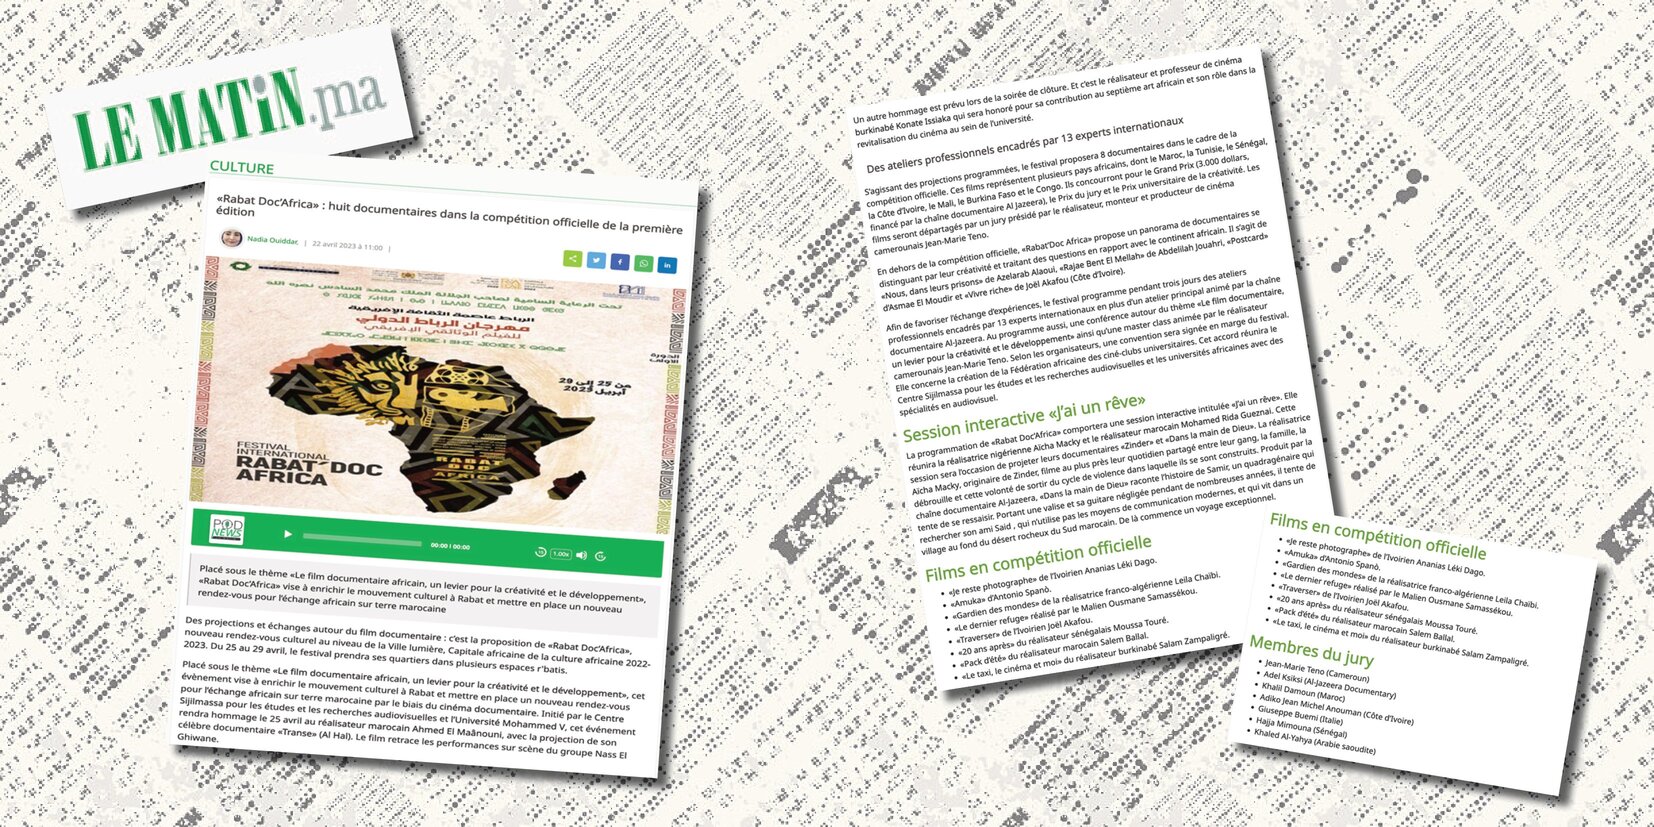 LE MATiN.ma
CULTURE
«Rabat Doc’Africa» : huit documentaires dans la compétition officielle de la première
édition
Nadia Ouiddar, | 22 avril 2023 à 11:00 |
تحت الرعاية السامية لصاحب الجلالة الملك محمد السادس نصره الله
الرباط عاصمة الثقافة الإفريقية
مهرجان الرباط الدولي
للفيلم الوثائقي الإفريقي
الدورة
الأولى
من 25 إلى 29
أبريل 2023
FESTIVAL
INTERNATIONAL
RABAT’DOC
AFRICA
RABAT
DOC
AFRICA
POD
NEWS
00:00 | 00:00
1.00x
Placé sous le thème «Le film documentaire africain, un levier pour la créativité et le développement»,
«Rabat Doc’Africa» vise à enrichir le mouvement culturel à Rabat et mettre en place un nouveau
rendez-vous pour l’échange africain sur terre marocaine
Des projections et échanges autour du film documentaire : c’est la proposition de «Rabat Doc’Africa»,
nouveau rendez-vous culturel au niveau de la Ville lumière, Capitale africaine de la culture africaine 2022-
2023. Du 25 au 29 avril, le festival prendra ses quartiers dans plusieurs espaces r’batis.
Placé sous le thème «Le film documentaire africain, un levier pour la créativité et le développement», cet
évènement vise à enrichir le mouvement culturel à Rabat et mettre en place un nouveau rendez-vous
pour l’échange africain sur terre marocaine par le biais du cinéma documentaire. Initié par le Centre
Sijilmassa pour les études et les recherches audiovisuelles et l’Université Mohammed V, cet événement
rendra hommage le 25 avril au réalisateur marocain Ahmed El Maânouni, avec la projection de son
célèbre documentaire «Transe» (Al Hal). Le film retrace les performances sur scène du groupe Nass El
Ghiwane.
Un autre hommage est prévu lors de la soirée de clôture. Et c’est le réalisateur et professeur de cinéma
burkinabé Konate Issiaka qui sera honoré pour sa contribution au septième art africain et son rôle dans la
revitalisation du cinéma au sein de l’université.
Des ateliers professionnels encadrés par 13 experts internationaux
S’agissant des projections programmées, le festival proposera 8 documentaires dans le cadre de la
compétition officielle. Ces films représentent plusieurs pays africains, dont le Maroc, la Tunisie, le Sénégal,
la Côte d’Ivoire, le Mali, le Burkina Faso et le Congo. Ils concourront pour le Grand Prix (3.000 dollars,
financé par la chaîne documentaire Al Jazeera), le Prix du jury et le Prix universitaire de la créativité. Les
films seront départagés par un jury présidé par le réalisateur, monteur et producteur de cinéma
camerounais Jean-Marie Teno.
En dehors de la compétition officielle, «Rabat’Doc Africa» propose un panorama de documentaires se
distinguant par leur créativité et traitant des questions en rapport avec le continent africain. Il s’agit de
«Nous, dans leurs prisons» de Azelarab Alaoui, «Rajae Bent El Mellah» de Abdelilah Jouahri, «Postcard»
d’Asmae El Moudir et «Vivre riche» de Joël Akafou (Côte d’Ivoire).
Afin de favoriser l’échange d’expériences, le festival programme pendant trois jours des ateliers
professionnels encadrés par 13 experts internationaux en plus d’un atelier principal animé par la chaîne
documentaire Al-Jazeera. Au programme aussi, une conférence autour du thème «Le film documentaire,
un levier pour la créativité et le développement» ainsi qu’une master class animée par le réalisateur
camerounais Jean-Marie Teno. Selon les organisateurs, une convention sera signée en marge du festival.
Elle concerne la création de la Fédération africaine des ciné-clubs universitaires. Cet accord réunira le
Centre Sijilmassa pour les études et les recherches audiovisuelles et les universités africaines avec des
spécialités en audiovisuel.
Session interactive «J’ai un rêve»
La programmation de «Rabat Doc’Africa» comportera une session interactive intitulée «J’ai un rêve». Elle
réunira la réalisatrice nigérienne Aïcha Macky et le réalisateur marocain Mohamed Rida Gueznai. Cette
session sera l’occasion de projeter leurs documentaires «Zinder» et «Dans la main de Dieu». La réalisatrice
Aïcha Macky, originaire de Zinder, filme au plus près leur quotidien partagé entre leur gang, la famille, la
débrouille et cette volonté de sortir du cycle de violence dans laquelle ils se sont construits. Produit par la
chaîne documentaire Al-Jazeera, «Dans la main de Dieu» raconte l’histoire de Samir, un quadragénaire qui
tente de se ressaisir. Portant une valise et sa guitare négligée pendant de nombreuses années, il tente de
rechercher son ami Said , qui n’utilise pas les moyens de communication modernes, et qui vit dans un
village au fond du désert rocheux du Sud marocain. De là commence un voyage exceptionnel.
Films en compétition officielle
• «Je reste photographe» de l’Ivoirien Ananias Léki Dago.
• «Amuka» d’Antonio Spanò.
• «Gardien des mondes» de la réalisatrice franco-algérienne Leila Chaïbi.
• «Le dernier refuge» réalisé par le Malien Ousmane Samassékou.
• «Traverser» de l’Ivoirien Joël Akafou.
• «20 ans après» du réalisateur sénégalais Moussa Touré.
• «Pack d’été» du réalisateur marocain Salem Ballal.
• «Le taxi, le cinéma et moi» du réalisateur burkinabé Salam Zampaligré.
Films en compétition officielle
• «Je reste photographe» de l’Ivoirien Ananias Léki Dago.
• «Amuka» d’Antonio Spanò.
• «Gardien des mondes» de la réalisatrice franco-algérienne Leila Chaïbi.
• «Le dernier refuge» réalisé par le Malien Ousmane Samassékou.
• «Traverser» de l’Ivoirien Joël Akafou.
• «20 ans après» du réalisateur sénégalais Moussa Touré.
• «Pack d’été» du réalisateur marocain Salem Ballal.
• «Le taxi, le cinéma et moi» du réalisateur burkinabé Salam Zampaligré.
Membres du jury
• Jean-Marie Teno (Cameroun)
• Adel Ksiksi (Al-Jazeera Documentary)
• Khalil Damoun (Maroc)
• Adiko Jean Michel Anouman (Côte d’Ivoire)
• Giuseppe Buemi (Italie)
• Hajja Mimouna (Sénégal)
• Khaled Al-Yahya (Arabie saoudite)